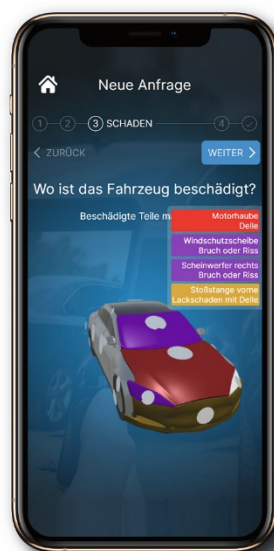 Neue Anfrage
1 2 3 SCHADEN 4
ZURÜCK
WEITER
Wo ist das Fahrzeug beschädigt?
Beschädigte Teile m
Motorhaube
Delle
Windschutzscheibe
Bruch oder Riss
Scheinwerfer rechts
Bruch oder Riss
Stoßstange vorne
Lackschaden mit Delle